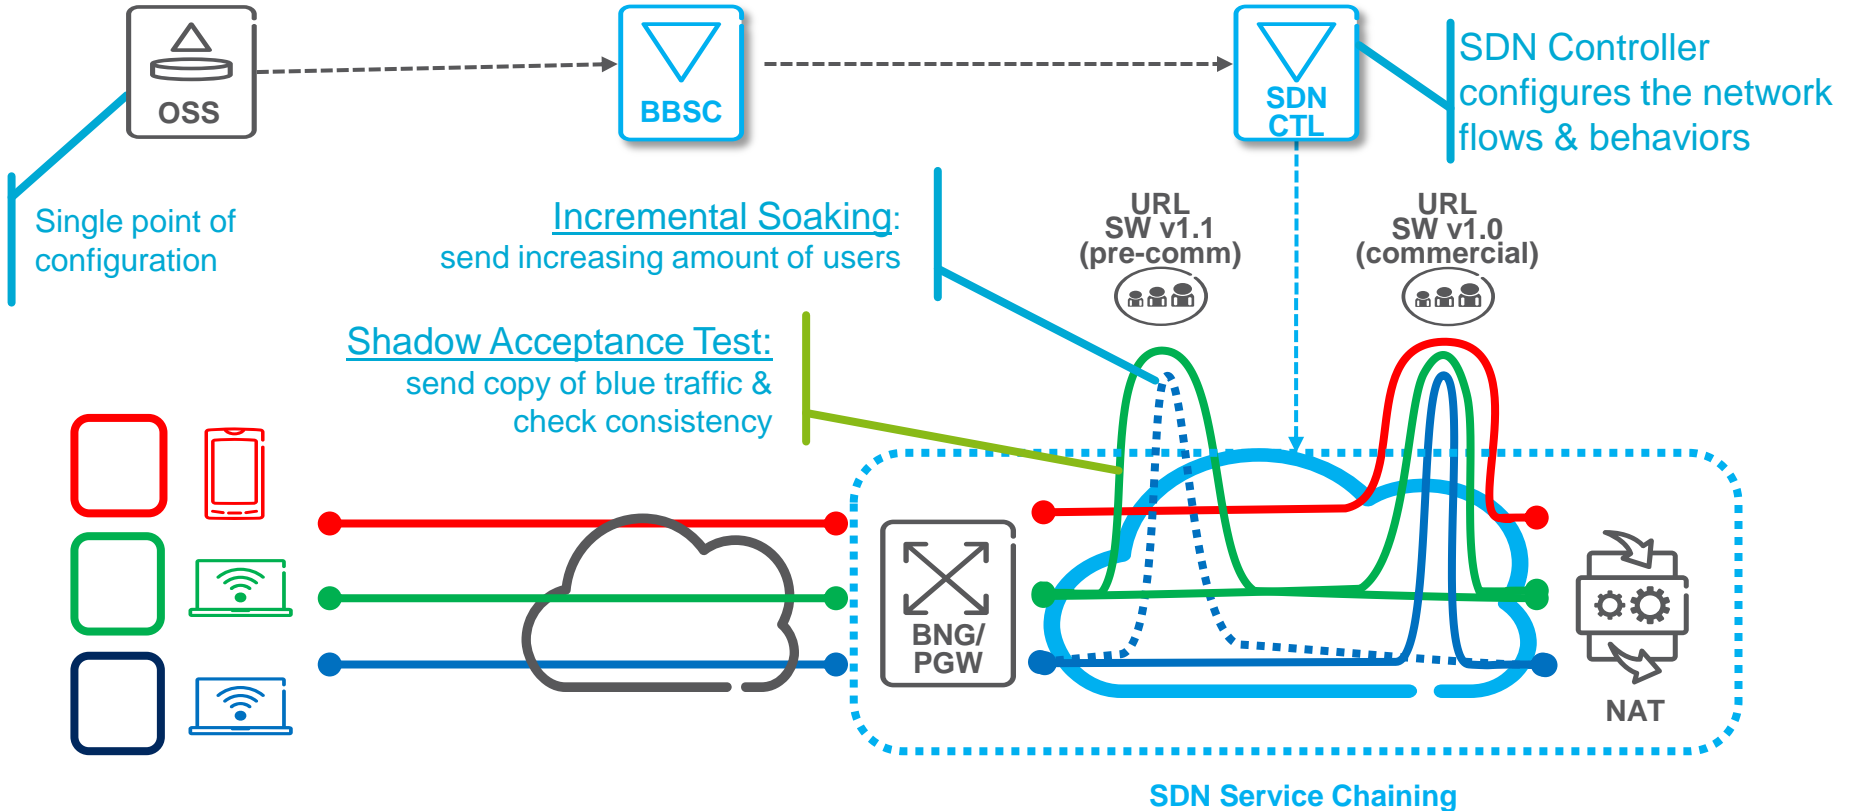 OSS
BBSC
SDN
CTL
SDN Controller
configures the network
flows & behaviors
Single point of
configuration
Incremental Soaking:
send increasing amount of users
URL
SW v1.1
(pre-comm)
URL
SW v1.0
(commercial)
Shadow Acceptance Test:
send copy of blue traffic &
check consistency
BNG/
PGW
NAT
SDN Service Chaining